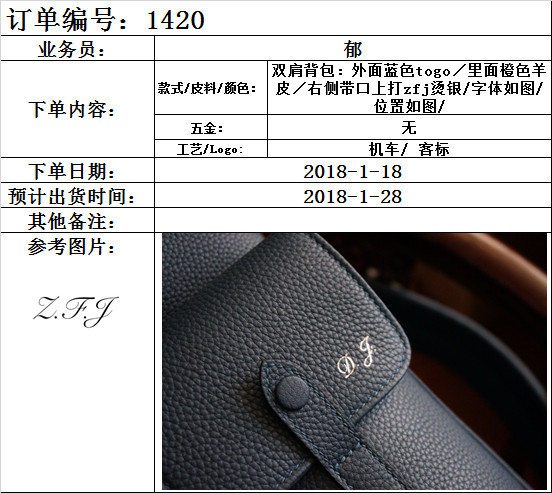 订单编号：1420
业务员：
郁
下单内容：
款式/皮料/颜色：
双肩背包：外面蓝色togo／里面橙色羊
皮／右侧带口上打zfj烫银/字体如图/
位置如图/
五金：
无
工艺/Logo:
机车/ 客标
下单日期：
2018-1-18
预计出货时间：
2018-1-28
其他备注：
参考图片：
Z.F.J
D.J.